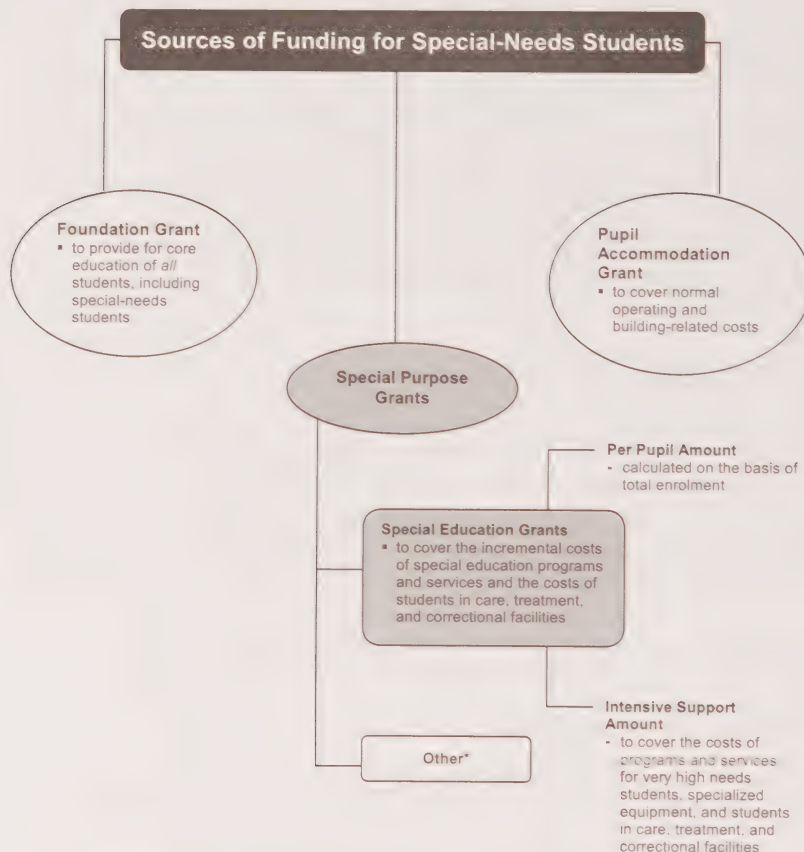 Sources of Funding for Special-Needs Students
Foundation Grant
▪ to provide for core
education of all
students, including
special-needs
students
Pupil
Accommodation
Grant
▪ to cover normal
operating and
building-related costs
Special Purpose
Grants
Per Pupil Amount
- calculated on the basis of
total enrolment
Special Education Grants
▪ to cover the incremental costs
of special education programs
and services and the costs of
students in care, treatment,
and correctional facilities
Intensive Support
Amount
- to cover the costs of
programs and services
for very high needs
students, specialized
equipment, and students
in care, treatment, and
correctional facilities
Other*